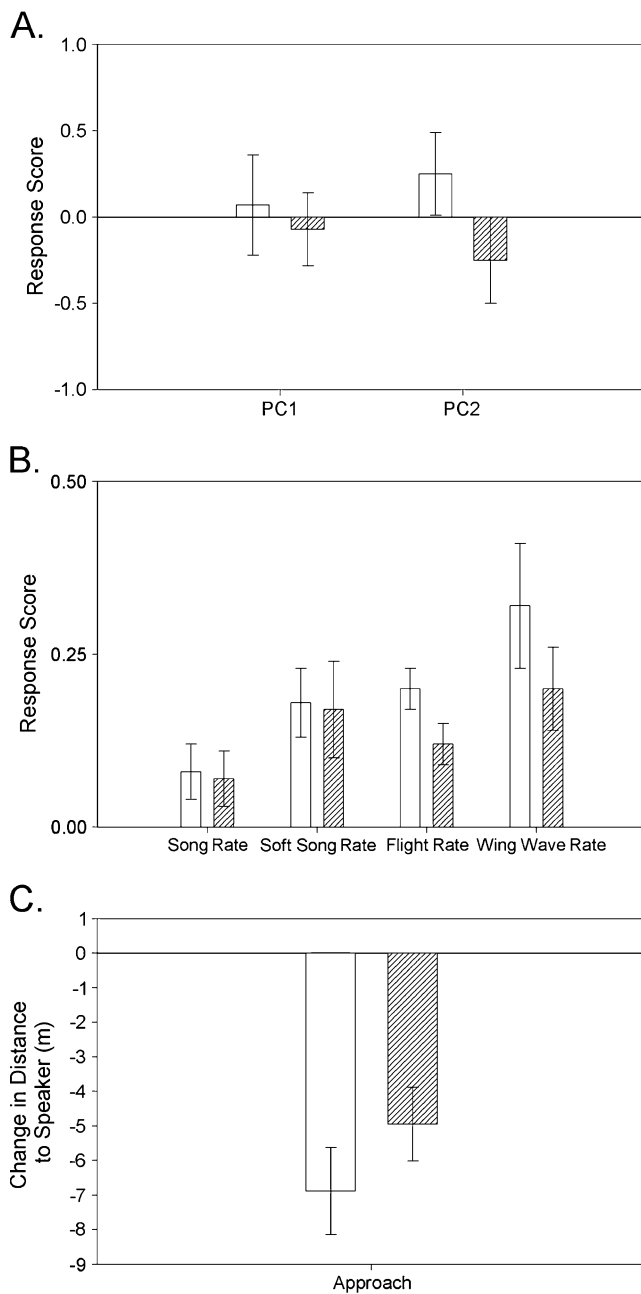 A.
1.0
0.5
0.0
-0.5
-1.0
Response Score
PC1 PC2
B.
0.50
0.25
0.00
Response Score
Song Rate Soft Song Rate Flight Rate Wing Wave Rate
C.
1
0
-1
-2
-3
-4
-5
-6
-7
-8
-9
Change in Distance
to Speaker (m)
Approach